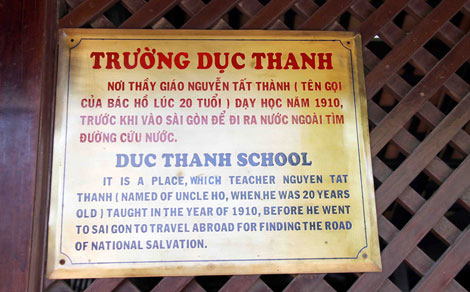 TRƯỜNG DỤC THANH
NƠI THẦY GIÁO NGUYỄN TẤT THÀNH ( TÊN GỌI
CỦA BÁC HỒ LÚC 20 TUỔI ) DẠY HỌC NĂM 1910,
TRƯỚC KHI VÀO SÀI GÒN ĐỂ ĐI RA NƯỚC NGOÀI TÌM
ĐƯỜNG CỨU NƯỚC.
DUC THANH SCHOOL
IT IS A PLACE, WHICH TEACHER NGUYEN TAT
THANH ( NAMED OF UNCLE HO, WHEN, HE WAS 20 YEARS
OLD ) TAUGHT IN THE YEAR OF 1910, BEFORE HE WENT
TO SAI GON TO TRAVEL ABROAD FOR FINDING THE ROAD
OF NATIONAL SALVATION.